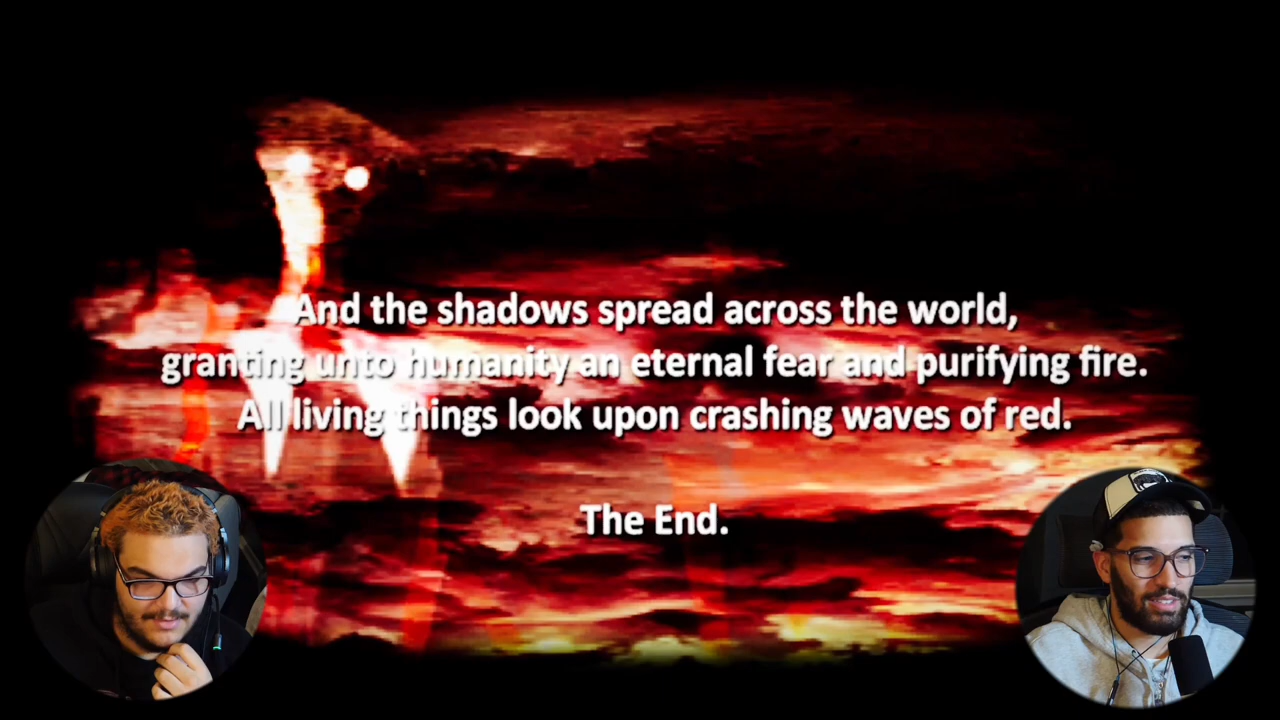 And the shadows spread across the world,
granting unto humanity an eternal fear and purifying fire.
All living things look upon crashing waves of red.
The End.